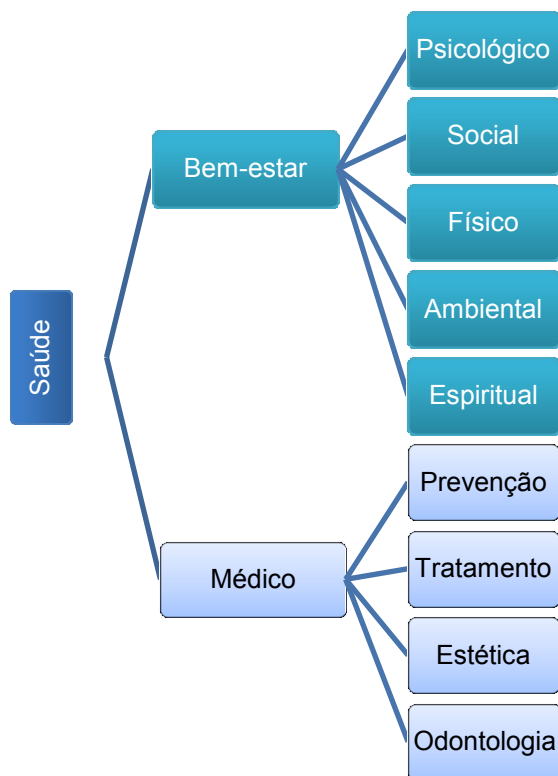 Saúde
Bem-estar
Psicológico
Social
Físico
Ambiental
Espiritual
Médico
Prevenção
Tratamento
Estética
Odontologia